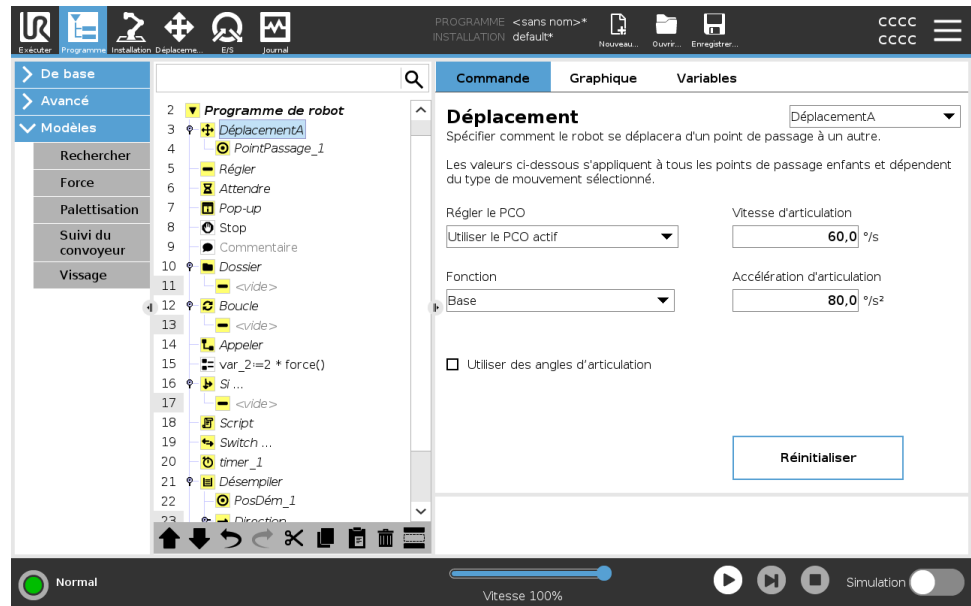 PROGRAMME <sans nom>*
INSTALLATION default*
Exécuter Programme Installation Déplaceme... E/S Journal
Nouveau... Ouvrir... Enregistrer...
CCCC
CCCC
De base
Avancé
Modèles
Rechercher
Force
Palettisation
Suivi du
convoyeur
Vissage
2 Programme de robot
3 DéplacementA
4 PointPassage_1
5 Régler
6 Attendre
7 Pop-up
8 Stop
9 Commentaire
10 Dossier
11 <vide>
12 Boucle
13 <vide>
14 Appeler
15 var_2:=2 * force()
16 Si ...
17 <vide>
18 Script
19 Switch ...
20 timer_1
21 Désempiler
22 PosDém_1
23 Direction
Commande Graphique Variables
Déplacement
DéplacementA
Spécifier comment le robot se déplacera d'un point de passage à un autre.
Les valeurs ci-dessous s'appliquent à tous les points de passage enfants et dépendent
du type de mouvement sélectionné.
Régler le PCO
Vitesse d'articulation
Utiliser le PCO actif
60,0 °/s
Fonction
Accélération d'articulation
Base
80,0 °/s²
Utiliser des angles d'articulation
Réinitialiser
Normal
Vitesse 100%
Simulation